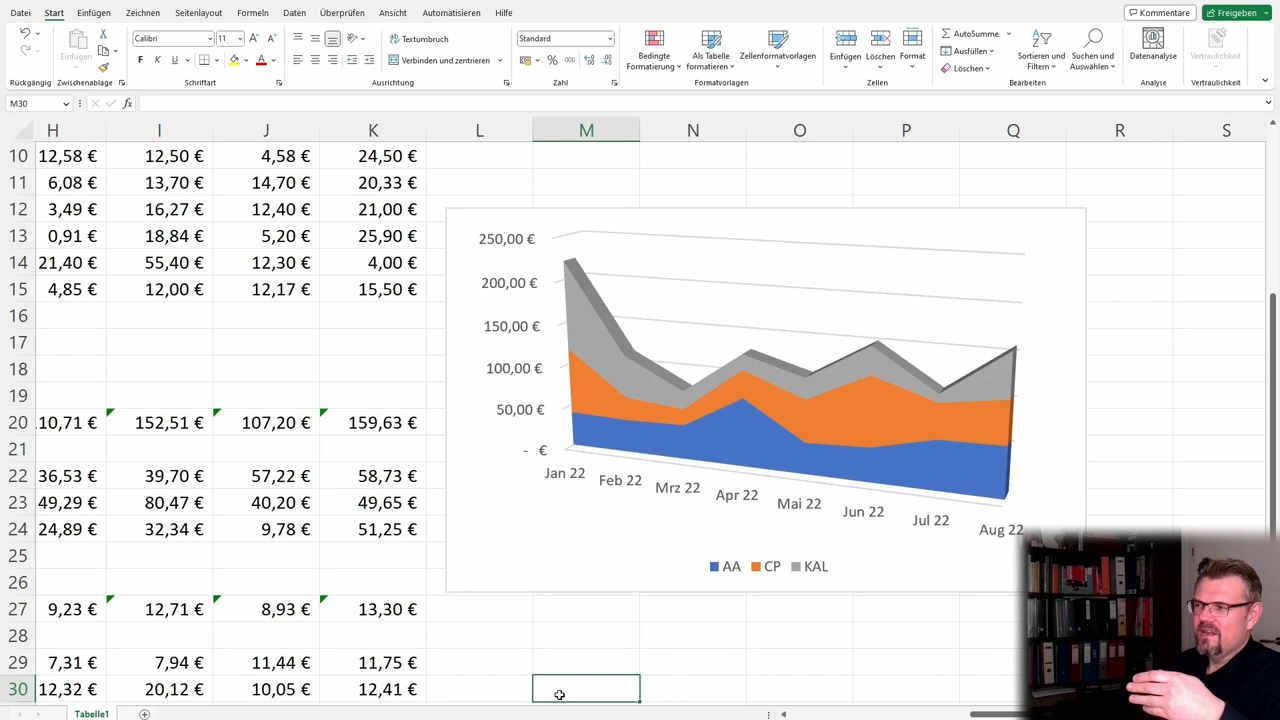 Datei Start Einfügen Zeichnen Seitenlayout Formeln Daten Überprüfen Ansicht Automatisieren Hilfe Kommentare Freigeben
Calibri 11 Textumbruch Standard AutoSumme
Einfügen Verbinden und zentrieren Bedingte Formatierung Als Tabelle formatieren Zellenformatvorlagen Einfügen Löschen Format Ausfüllen Löschen Sortieren und Filtern Suchen und Auswählen Datenanalyse Vertraulichkeit
Rückgängig Zwischenablage Schriftart Ausrichtung Zahl Formatvorlagen Zellen Bearbeiten Analyse Vertraulichkeit
M30 fx
H I J K L M N O P Q R S
10 12,58 € 12,50 € 4,58 € 24,50 €
11 6,08 € 13,70 € 14,70 € 20,33 €
12 3,49 € 16,27 € 12,40 € 21,00 €
13 0,91 € 18,84 € 5,20 € 25,90 €
14 21,40 € 55,40 € 12,30 € 4,00 €
15 4,85 € 12,00 € 12,17 € 15,50 €
16
17
18
19
20 10,71 € 152,51 € 107,20 € 159,63 €
21
22 36,53 € 39,70 € 57,22 € 58,73 €
23 49,29 € 80,47 € 40,20 € 49,65 €
24 24,89 € 32,34 € 9,78 € 51,25 €
25
26
27 9,23 € 12,71 € 8,93 € 13,30 €
28
29 7,31 € 7,94 € 11,44 € 11,75 €
30 12,32 € 20,12 € 10,05 € 12,41 €
250,00 €
200,00 €
150,00 €
100,00 €
50,00 €
- €
Jan 22 Feb 22 Mrz 22 Apr 22 Mai 22 Jun 22 Jul 22 Aug 22
AA CP KAL
Tabelle1